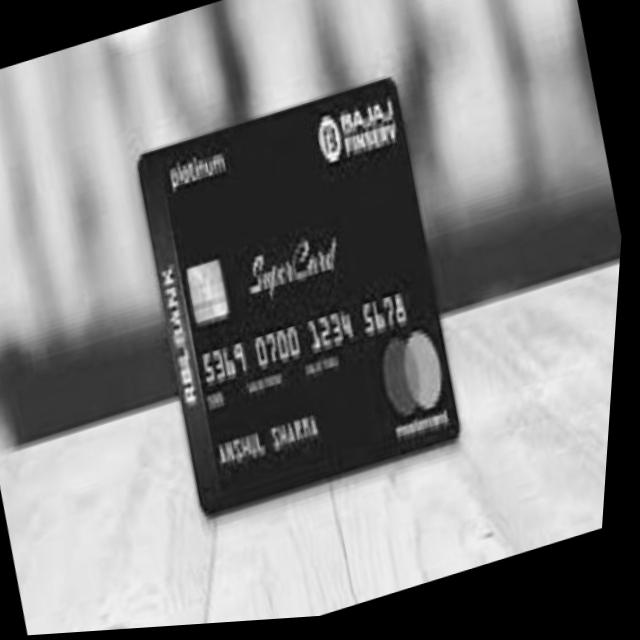 platinum
BAJAJ
FINSERV
SuperCard
RBL BANK
5369 0700 1234 5678
ANSHUL SHARMA
mastercard